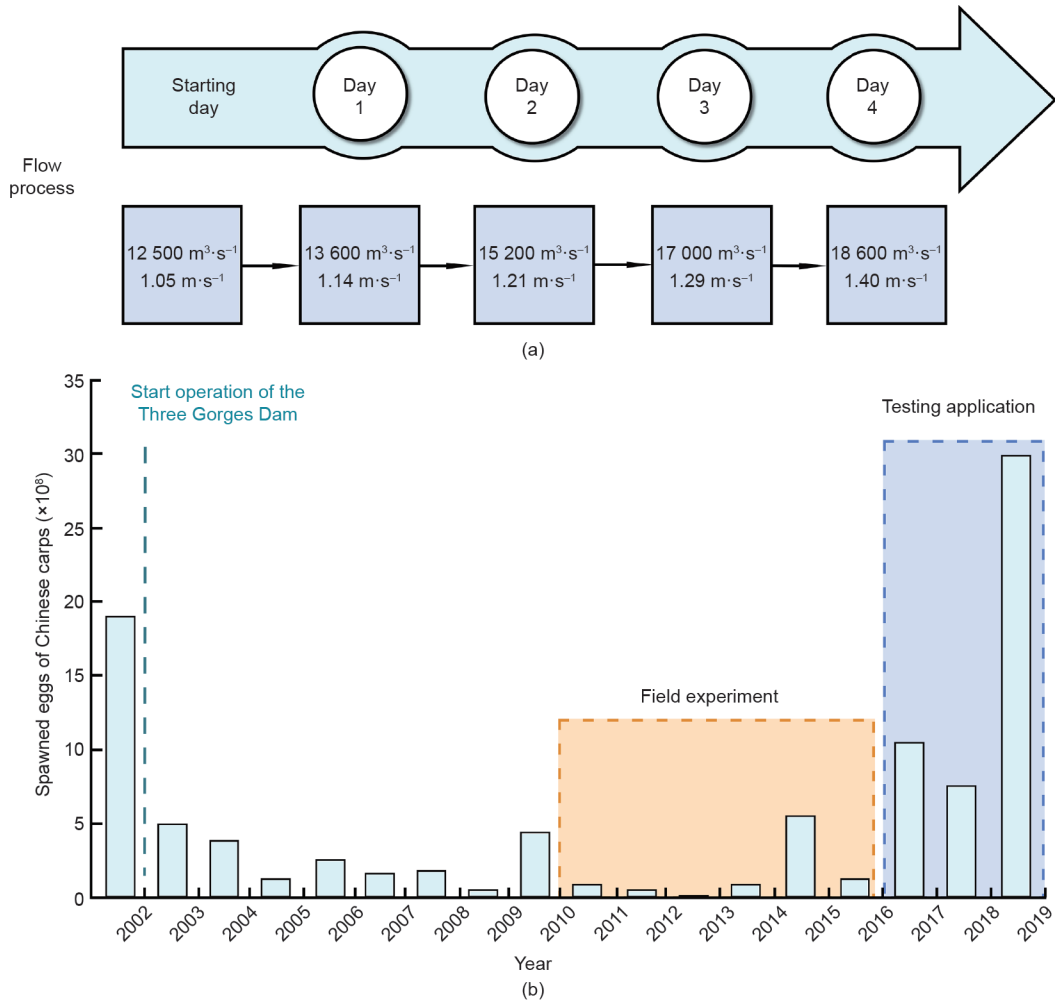 Starting
day
Day
1
Day
2
Day
3
Day
4
Flow
process
12 500 m³·s⁻¹
1.05 m·s⁻¹
13 600 m³·s⁻¹
1.14 m·s⁻¹
15 200 m³·s⁻¹
1.21 m·s⁻¹
17 000 m³·s⁻¹
1.29 m·s⁻¹
18 600 m³·s⁻¹
1.40 m·s⁻¹
(a)
Spawned eggs of Chinese carps (×10⁸)
35
30
25
20
15
10
5
0
Start operation of the
Three Gorges Dam
Field experiment
Testing application
2002
2003
2004
2005
2006
2007
2008
2009
2010
2011
2012
2013
2014
2015
2016
2017
2018
2019
Year
(b)